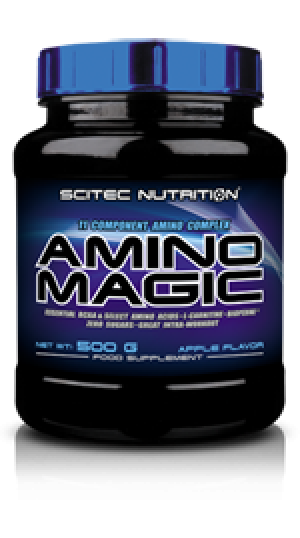 SCITEC NUTRITION
11 COMPONENT AMINO COMPLEX
AMINO
MAGIC
ESSENTIAL BCAA & SELECT AMINO ACIDS · L-CARNITINE · BIOPERINE
ZERO SUGARS · GREAT INTRA-WORKOUT
NET WT: 500 G APPLE FLAVOR
FOOD SUPPLEMENT